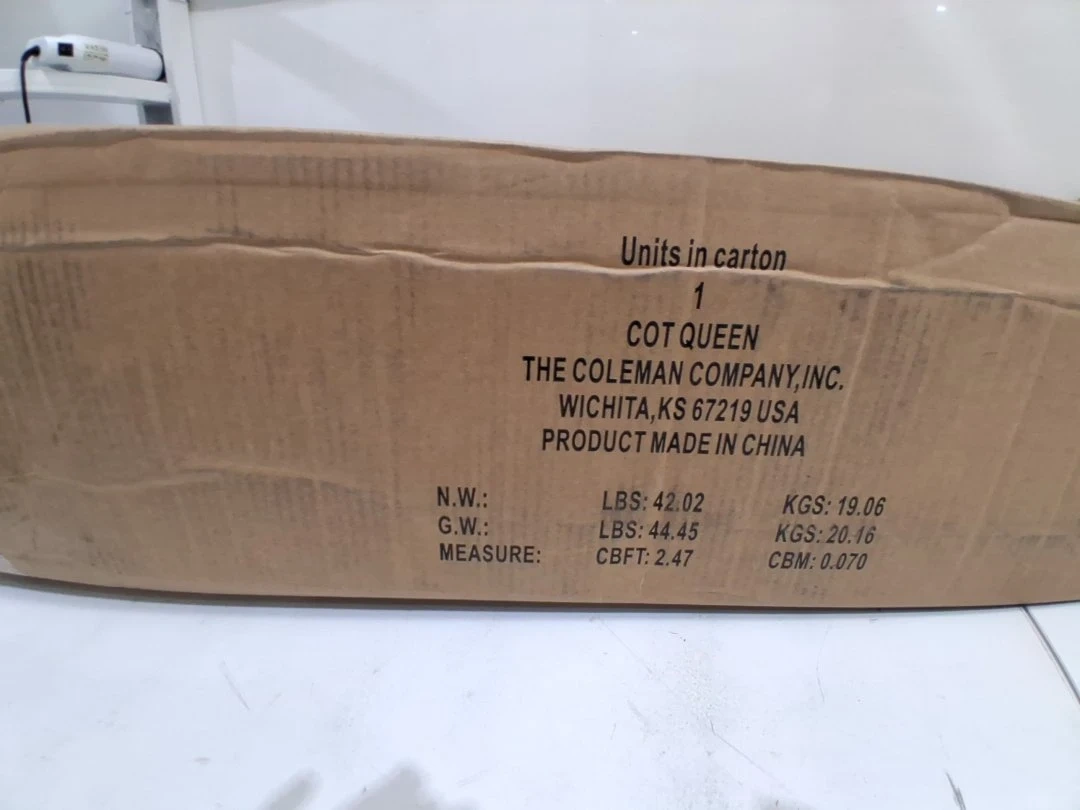 Units in carton
1
COT QUEEN
THE COLEMAN COMPANY,INC.
WICHITA,KS 67219 USA
PRODUCT MADE IN CHINA
N.W.: LBS: 42.02 KGS: 19.06
G.W.: LBS: 44.45 KGS: 20.16
MEASURE: CBFT: 2.47 CBM: 0.070